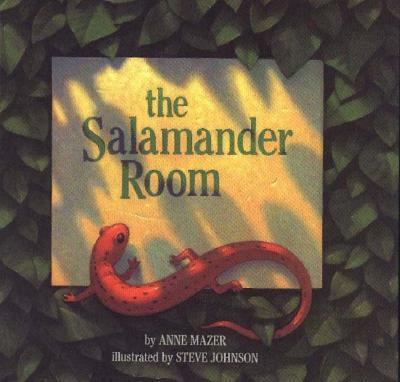 the
Salamander
Room
by ANNE MAZER
illustrated by STEVE JOHNSON